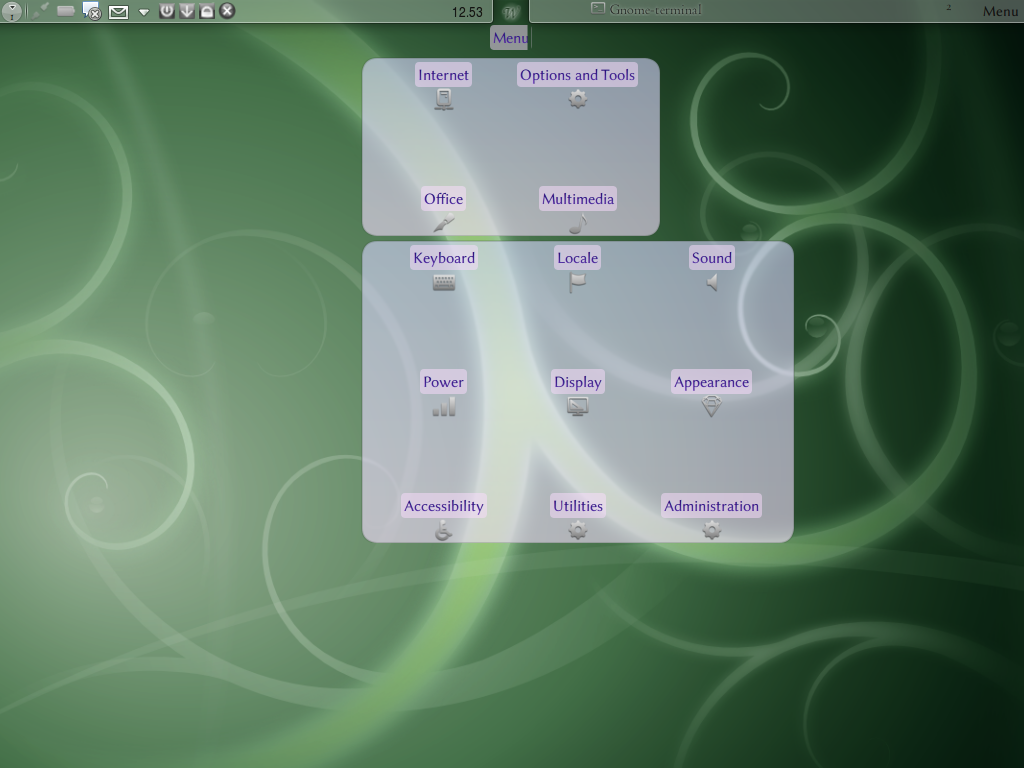 12.53 Gnome-terminal 2 Menu
Menu
Internet Options and Tools
Office Multimedia
Keyboard Locale Sound
Power Display Appearance
Accessibility Utilities Administration